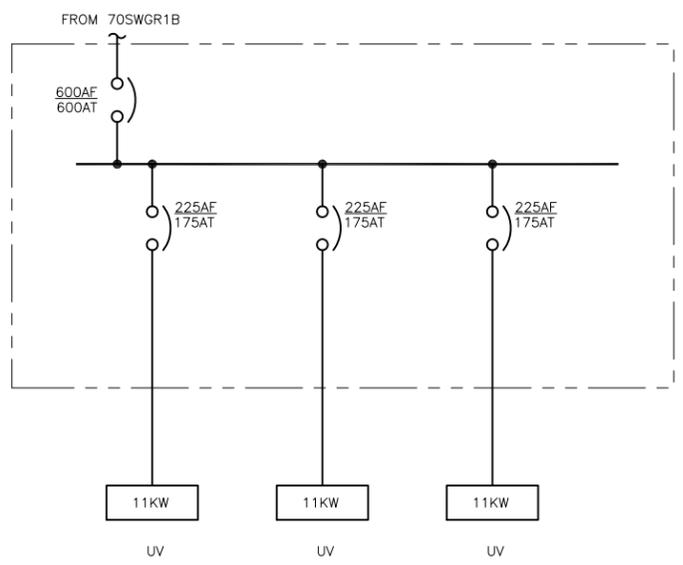 FROM 70SWGR1B
600AF
600AT
225AF
175AT
225AF
175AT
225AF
175AT
11KW
11KW
11KW
UV
UV
UV